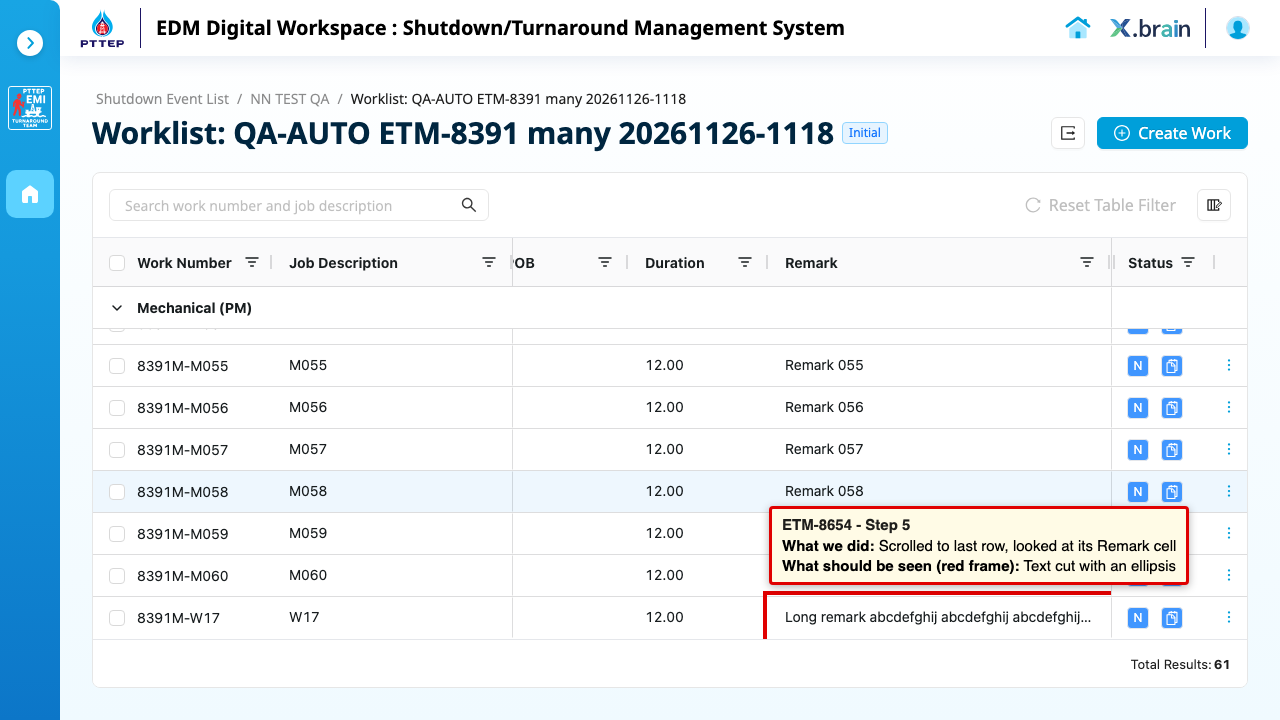 PTTEP
EDM Digital Workspace : Shutdown/Turnaround Management System
X.brain
PTTEP
EMI
TURNAROUND
TEAM
Shutdown Event List / NN TEST QA / Worklist: QA-AUTO ETM-8391 many 20261126-1118
Worklist: QA-AUTO ETM-8391 many 20261126-1118 Initial
Create Work
Search work number and job description
Reset Table Filter
Work Number Job Description OB Duration Remark Status
Mechanical (PM)
8391M-M055 M055 12.00 Remark 055 N
8391M-M056 M056 12.00 Remark 056 N
8391M-M057 M057 12.00 Remark 057 N
8391M-M058 M058 12.00 Remark 058 N
8391M-M059 M059 12.00
8391M-M060 M060 12.00
ETM-8654 - Step 5
What we did: Scrolled to last row, looked at its Remark cell
What should be seen (red frame): Text cut with an ellipsis
8391M-W17 W17 12.00 Long remark abcdefghij abcdefghij abcdefghij... N
Total Results: 61